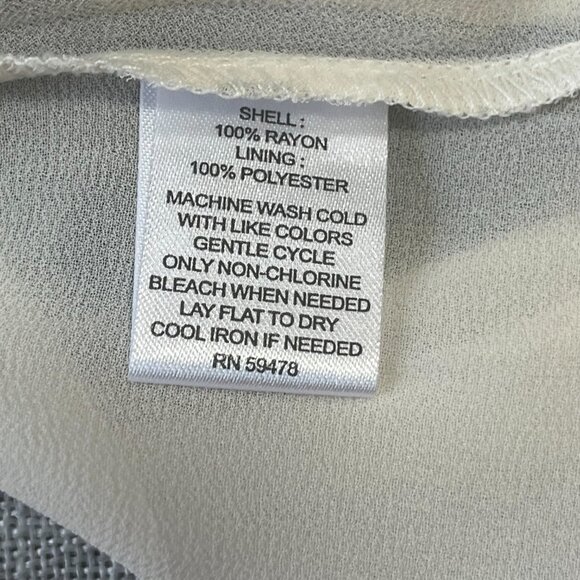 SHELL :
100% RAYON
LINING :
100% POLYESTER
MACHINE WASH COLD
WITH LIKE COLORS
GENTLE CYCLE
ONLY NON-CHLORINE
BLEACH WHEN NEEDED
LAY FLAT TO DRY
COOL IRON IF NEEDED
RN 59478